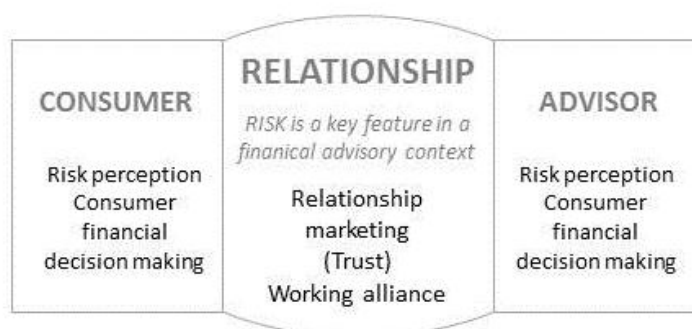 CONSUMER
Risk perception
Consumer
financial
decision making
RELATIONSHIP
RISK is a key feature in a
finanical advisory context
Relationship
marketing
(Trust)
Working alliance
ADVISOR
Risk perception
Consumer
financial
decision making